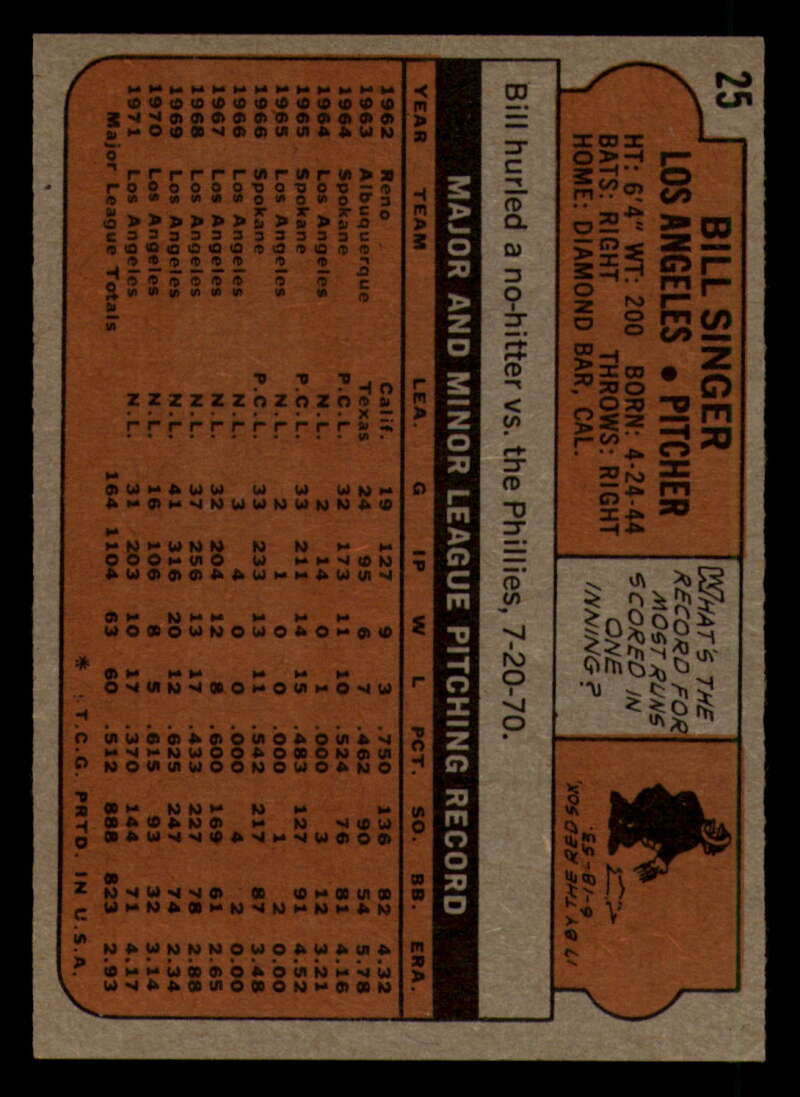 25
BILL SINGER
LOS ANGELES • PITCHER
HT: 6'4" WT: 200 BORN: 4-24-44
BATS: RIGHT THROWS: RIGHT
HOME: DIAMOND BAR, CAL.
WHAT'S THE
RECORD FOR
MOST RUNS
SCORED IN
ONE
INNING?
17 BY THE RED SOX,
6-18-53.
Bill hurled a no-hitter vs. the Phillies, 7-20-70.
MAJOR AND MINOR LEAGUE PITCHING RECORD
YEAR TEAM LEA. G IP W L PCT. SO. BB. ERA.
1962 Reno Calif. 19 127 9 3 .750 136 82 4.32
1963 Albuquerque Texas 24 95 6 7 .462 90 54 5.78
1964 Spokane P.C.L. 32 173 11 10 .524 76 81 4.16
1964 Los Angeles N.L. 2 14 0 1 .000 3 12 3.21
1965 Spokane P.C.L. 33 211 14 15 .483 127 91 4.52
1965 Los Angeles N.L. 2 1 0 0 .000 1 2 0.00
1966 Spokane P.C.L. 33 233 13 11 .542 217 87 3.48
1966 Los Angeles N.L. 3 4 0 0 .000 4 2 0.00
1967 Los Angeles N.L. 32 204 12 8 .600 169 61 2.65
1968 Los Angeles N.L. 37 256 13 17 .433 227 78 2.88
1969 Los Angeles N.L. 41 316 20 12 .625 247 74 2.34
1970 Los Angeles N.L. 16 106 8 5 .615 93 32 3.14
1971 Los Angeles N.L. 31 203 10 17 .370 144 71 4.17
Major League Totals 164 1104 63 60 .512 888 823 2.93
* T.C.G. PRTD. IN U.S.A.